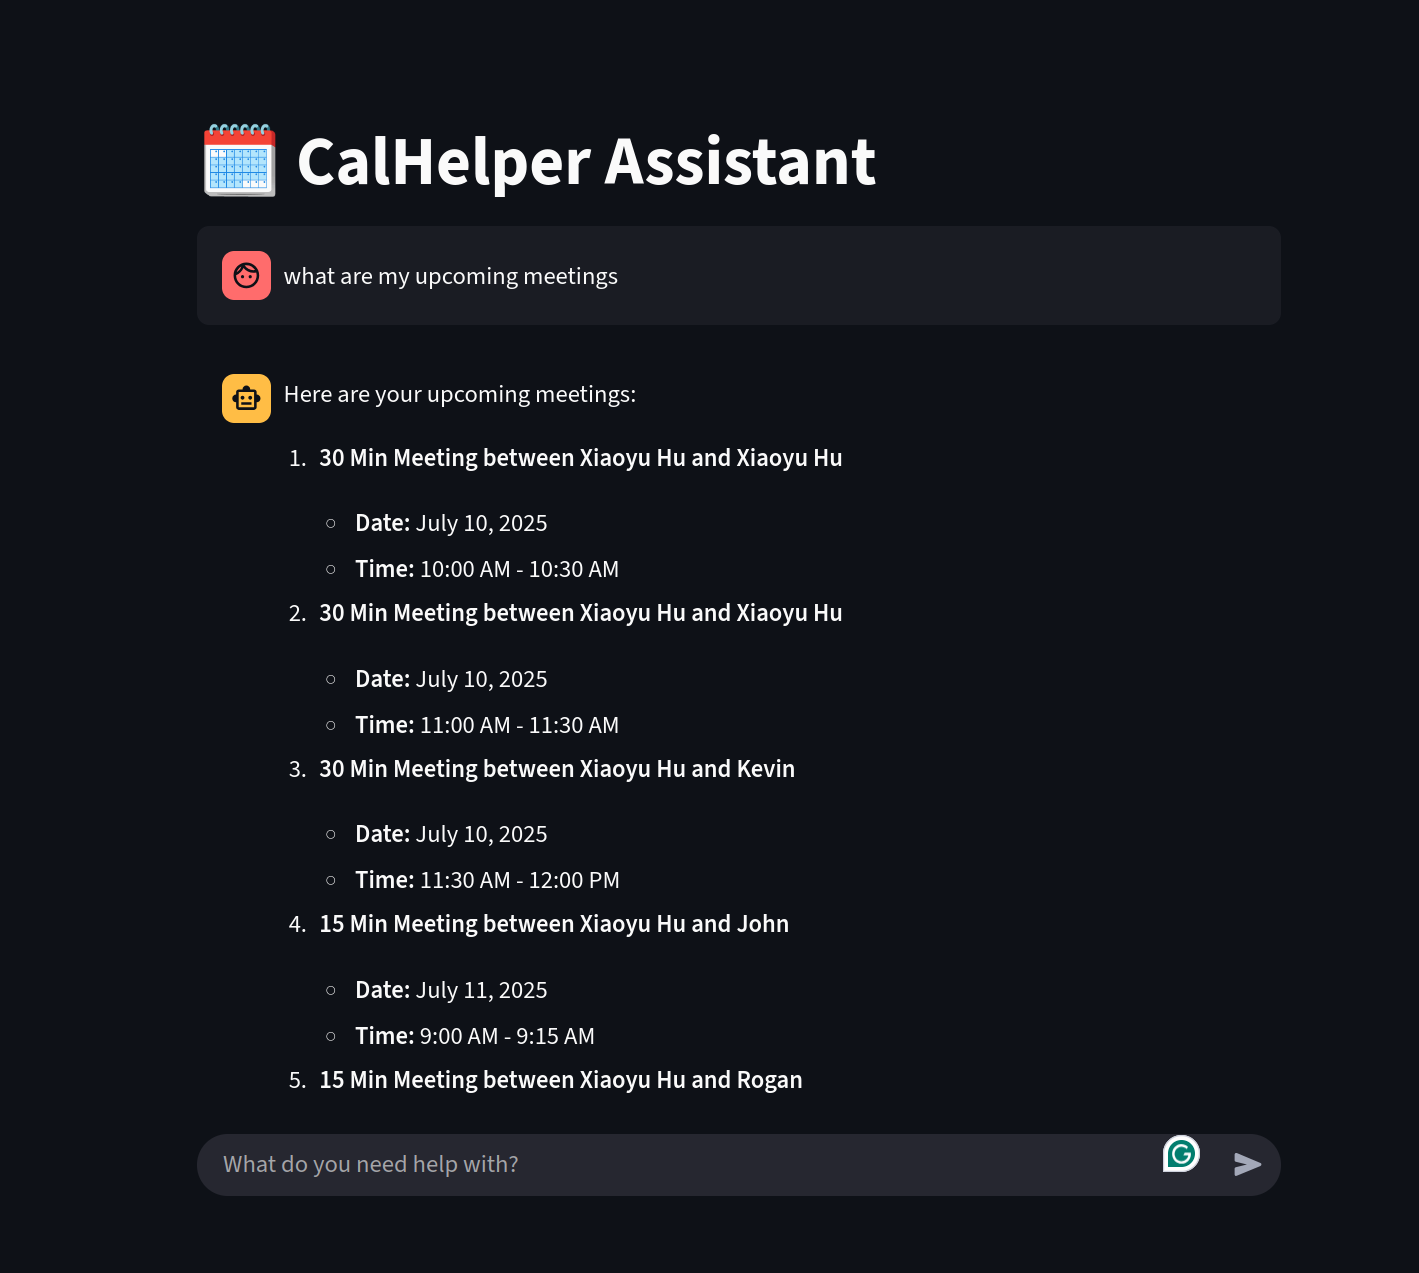 CalHelper Assistant
what are my upcoming meetings
Here are your upcoming meetings:
1. 30 Min Meeting between Xiaoyu Hu and Xiaoyu Hu
Date: July 10, 2025
Time: 10:00 AM - 10:30 AM
2. 30 Min Meeting between Xiaoyu Hu and Xiaoyu Hu
Date: July 10, 2025
Time: 11:00 AM - 11:30 AM
3. 30 Min Meeting between Xiaoyu Hu and Kevin
Date: July 10, 2025
Time: 11:30 AM - 12:00 PM
4. 15 Min Meeting between Xiaoyu Hu and John
Date: July 11, 2025
Time: 9:00 AM - 9:15 AM
5. 15 Min Meeting between Xiaoyu Hu and Rogan
What do you need help with?